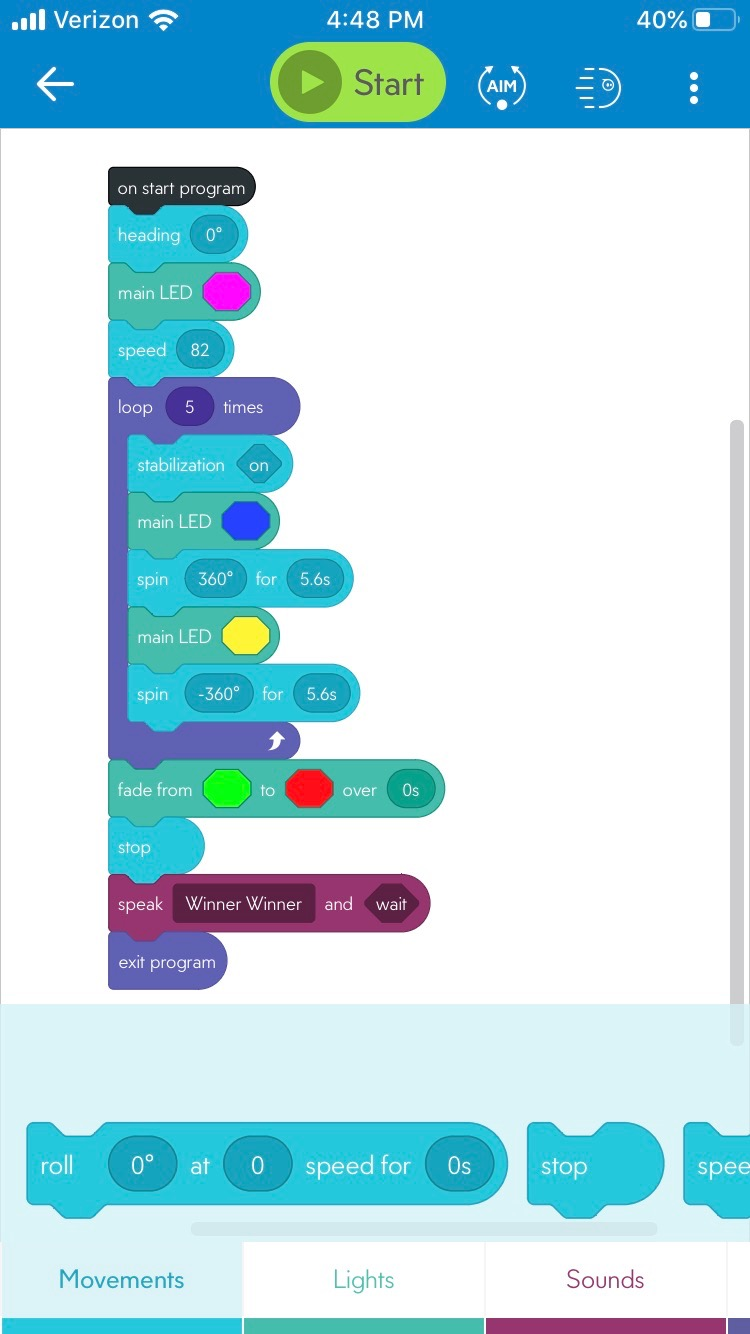 Verizon 4:48 PM 40%
Start AIM
on start program
heading 0°
main LED
speed 82
loop 5 times
stabilization on
main LED
spin 360° for 5.6s
main LED
spin -360° for 5.6s
fade from to over 0s
stop
speak Winner Winner and wait
exit program
roll 0° at 0 speed for 0s stop spee
Movements Lights Sounds